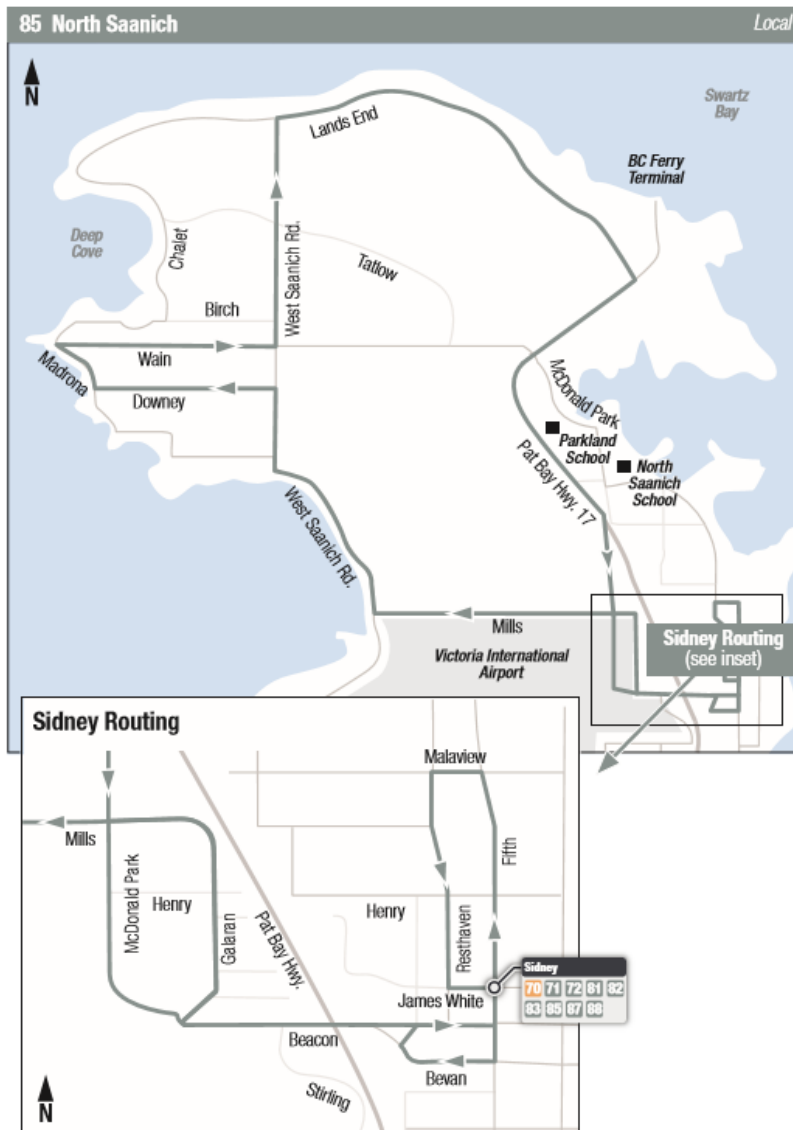 85 North Saanich
Local
N
Swartz
Bay
Lands End
BC Ferry
Terminal
Deep
Cove
Chalet
West Saanich Rd.
Tatlow
Birch
Madrona
Wain
Downey
McDonald Park
Parkland
School
North
Saanich
School
Pat Bay Hwy. 17
West Saanich Rd.
Mills
Victoria International
Airport
Sidney Routing
(see inset)
Sidney Routing
Malaview
Mills
McDonald Park
Henry
Galaran
Pat Bay Hwy.
Henry
Resthaven
Fifth
James White
Sidney
70 71 72 81 82
83 85 87 88
Beacon
Bevan
Stirling
N